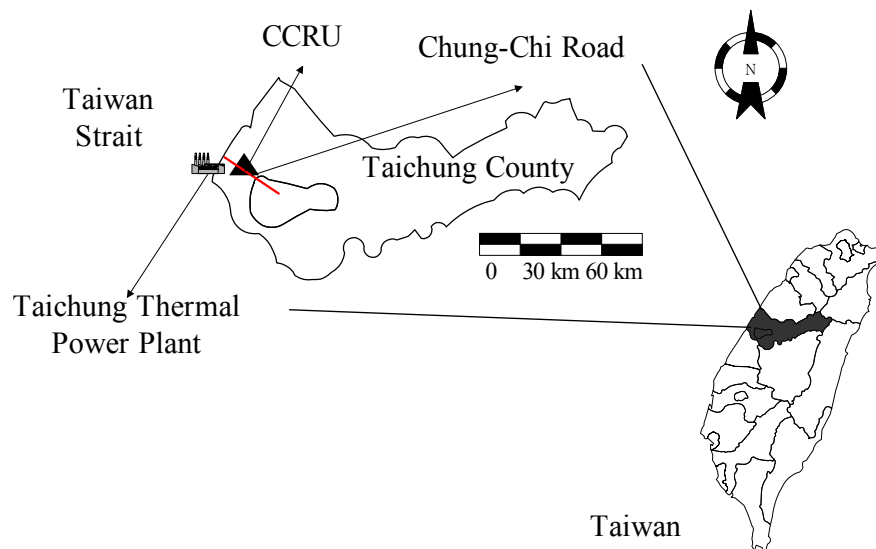 CCRU
Chung-Chi Road
N
Taiwan
Strait
Taichung County
0 30 km 60 km
Taichung Thermal
Power Plant
Taiwan